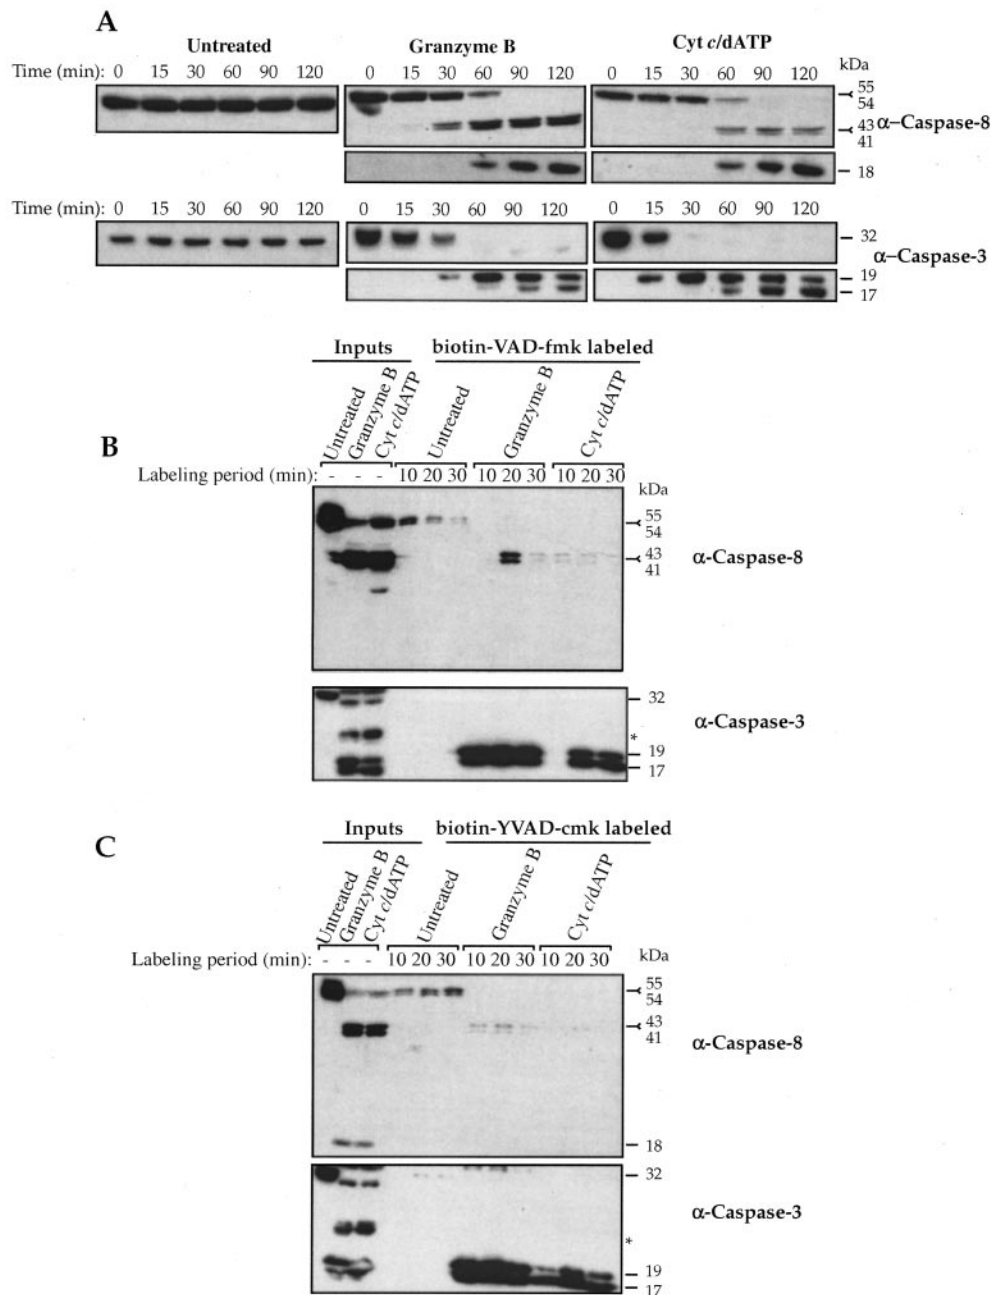 A
Untreated Granzyme B Cyt c/dATP
Time (min): 0 15 30 60 90 120 0 15 30 60 90 120 0 15 30 60 90 120 kDa
55
54
α–Caspase-8
43
41
18
Time (min): 0 15 30 60 90 120 0 15 30 60 90 120 0 15 30 60 90 120
32
α–Caspase-3
19
17
Inputs biotin-VAD-fmk labeled
B
Untreated Granzyme B Cyt c/dATP Untreated Granzyme B Cyt c/dATP
Labeling period (min): - - - 10 20 30 10 20 30 10 20 30
kDa
55
54
43
41
α-Caspase-8
32
α-Caspase-3
*
19
17
Inputs biotin-YVAD-cmk labeled
C
Untreated Granzyme B Cyt c/dATP Untreated Granzyme B Cyt c/dATP
Labeling period (min): - - - 10 20 30 10 20 30 10 20 30 kDa
55
54
43
41
α-Caspase-8
18
32
α-Caspase-3
*
19
17